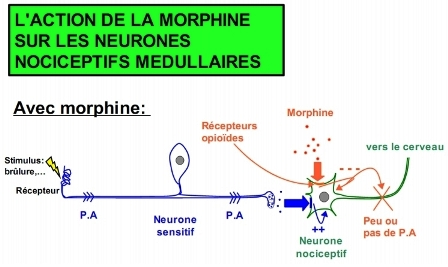 L'ACTION DE LA MORPHINE
SUR LES NEURONES
NOCICEPTIFS MEDULLAIRES
Avec morphine:
Morphine
Récepteurs
opioïdes
vers le cerveau
Stimulus:
brûlure,...
Récepteur
- - -
P.A
Neurone
sensitif
P.A
++
Neurone
nociceptif
Peu ou
pas de P.A